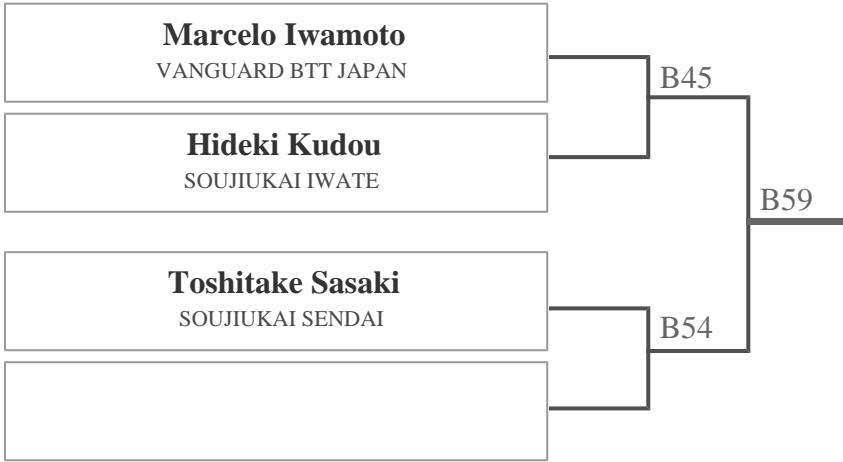 Marcelo Iwamoto
VANGUARD BTT JAPAN
B45
Hideki Kudou
SOUJIUKAI IWATE
B59
Toshitake Sasaki
SOUJIUKAI SENDAI
B54